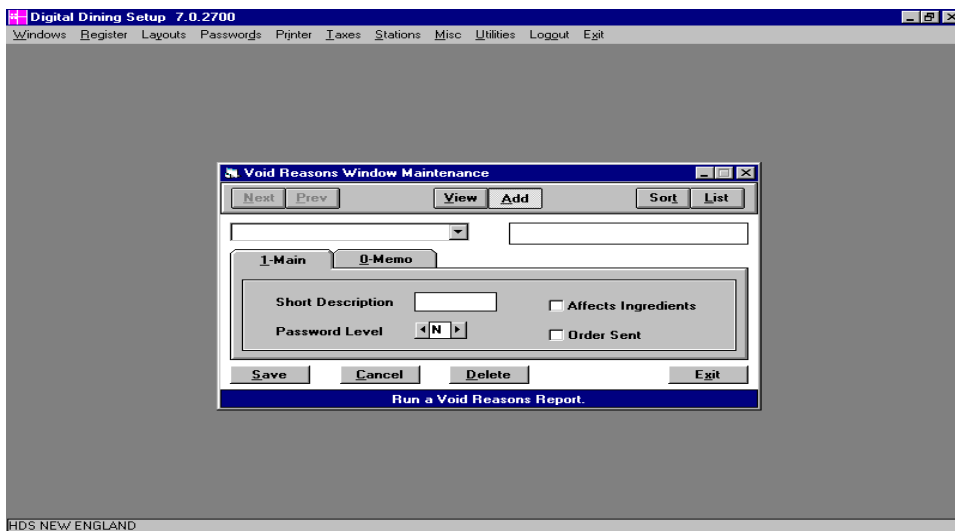 Digital Dining Setup 7.0.2700
Windows Register Layouts Passwords Printer Taxes Stations Misc Utilities Logout Exit
Void Reasons Window Maintenance
Next Prev View Add Sort List
1-Main 0-Memo
Short Description Affects Ingredients
Password Level N Order Sent
Save Cancel Delete Exit
Run a Void Reasons Report.
HDS NEW ENGLAND